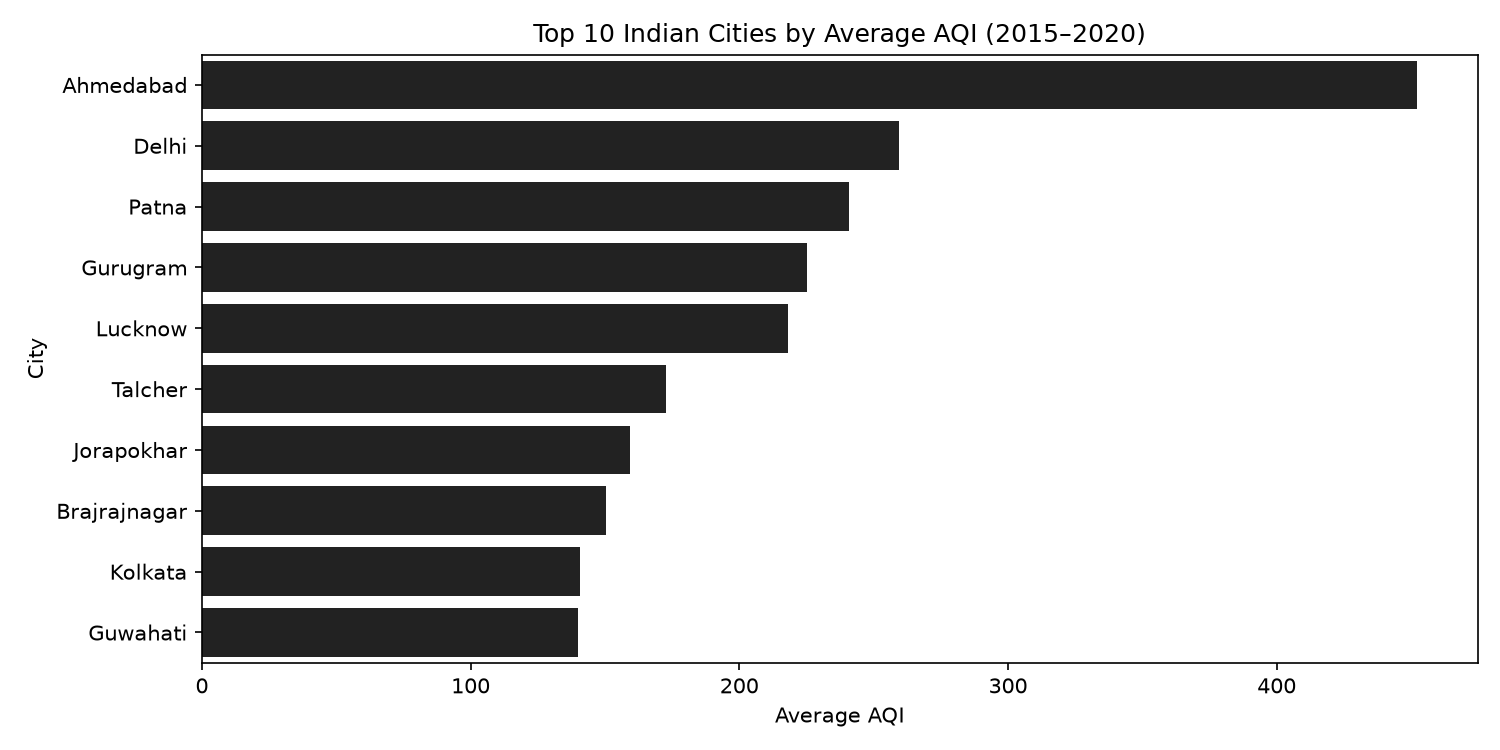 Top 10 Indian Cities by Average AQI (2015–2020)
Ahmedabad
Delhi
Patna
Gurugram
Lucknow
Talcher
Jorapokhar
Brajrajnagar
Kolkata
Guwahati
City
0 100 200 300 400
Average AQI